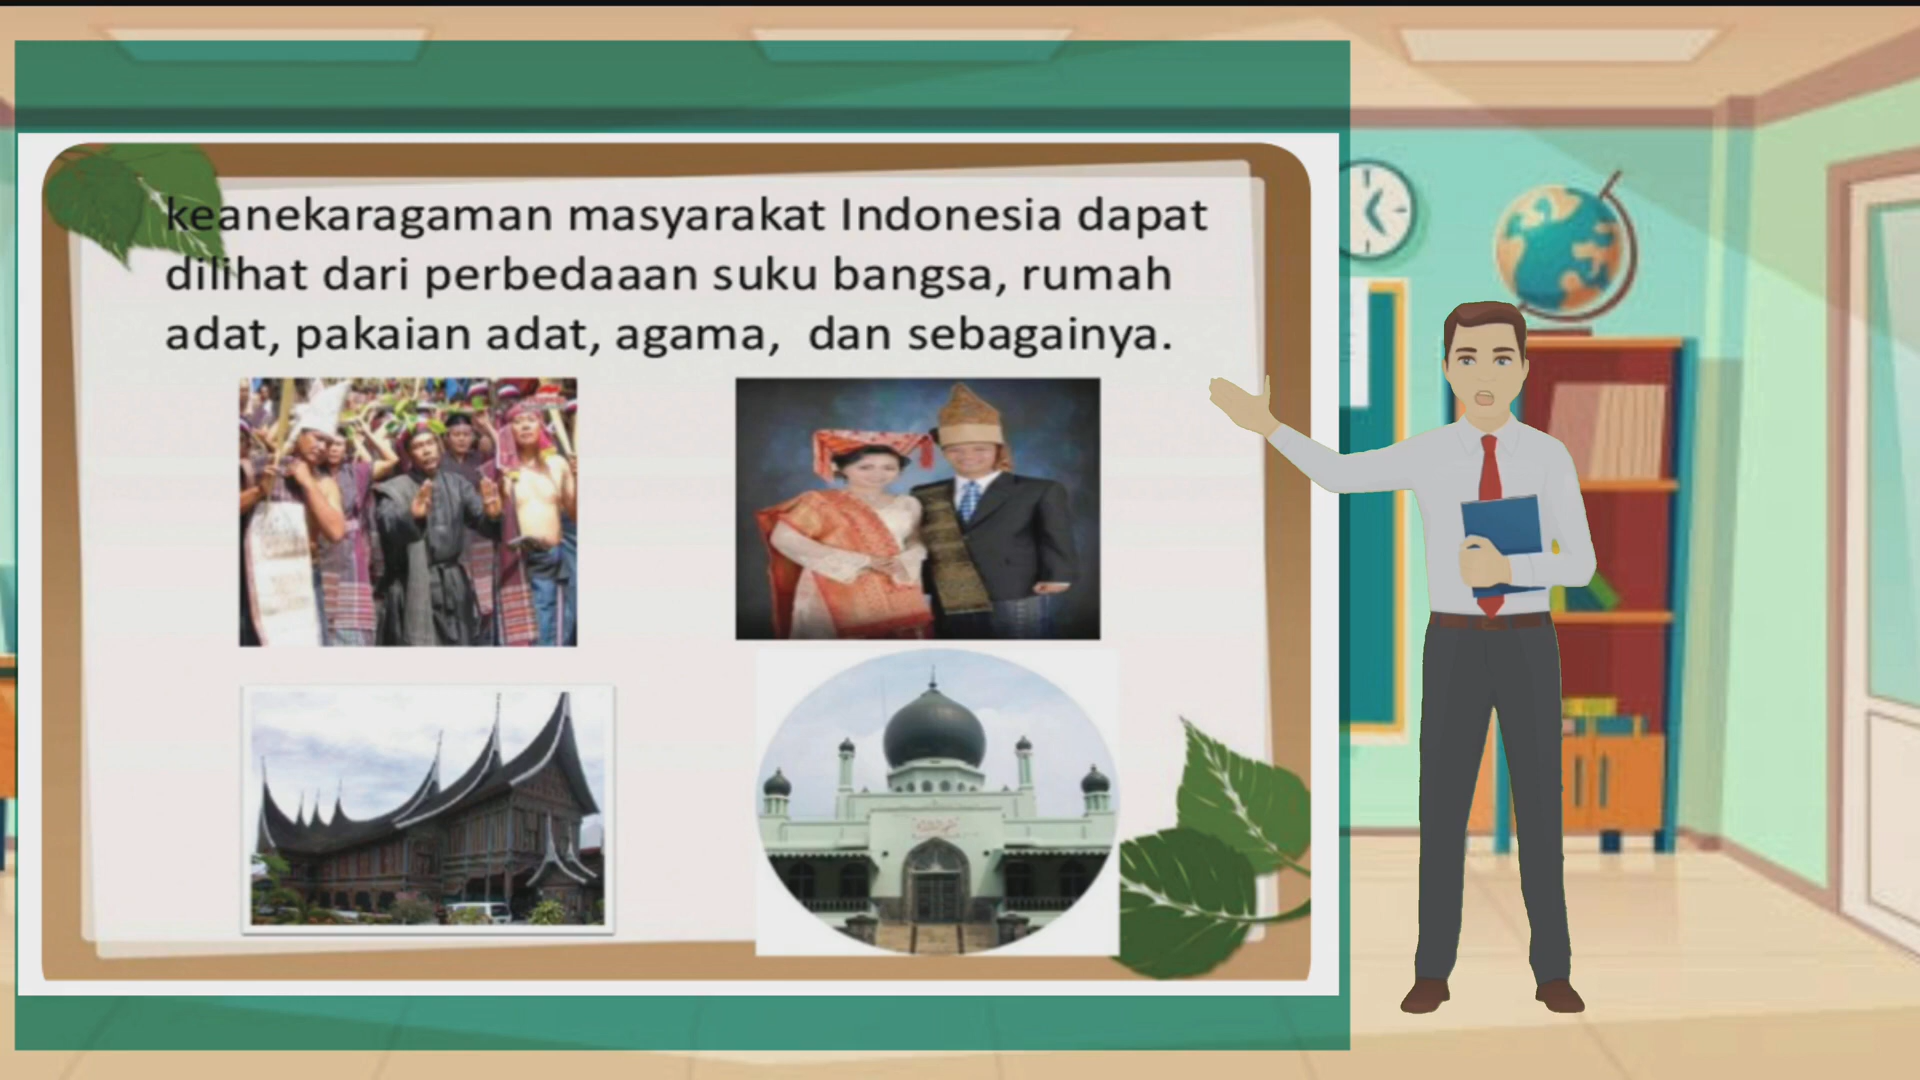 keanekaragaman masyarakat Indonesia dapat
dilihat dari perbedaaan suku bangsa, rumah
adat, pakaian adat, agama, dan sebagainya.